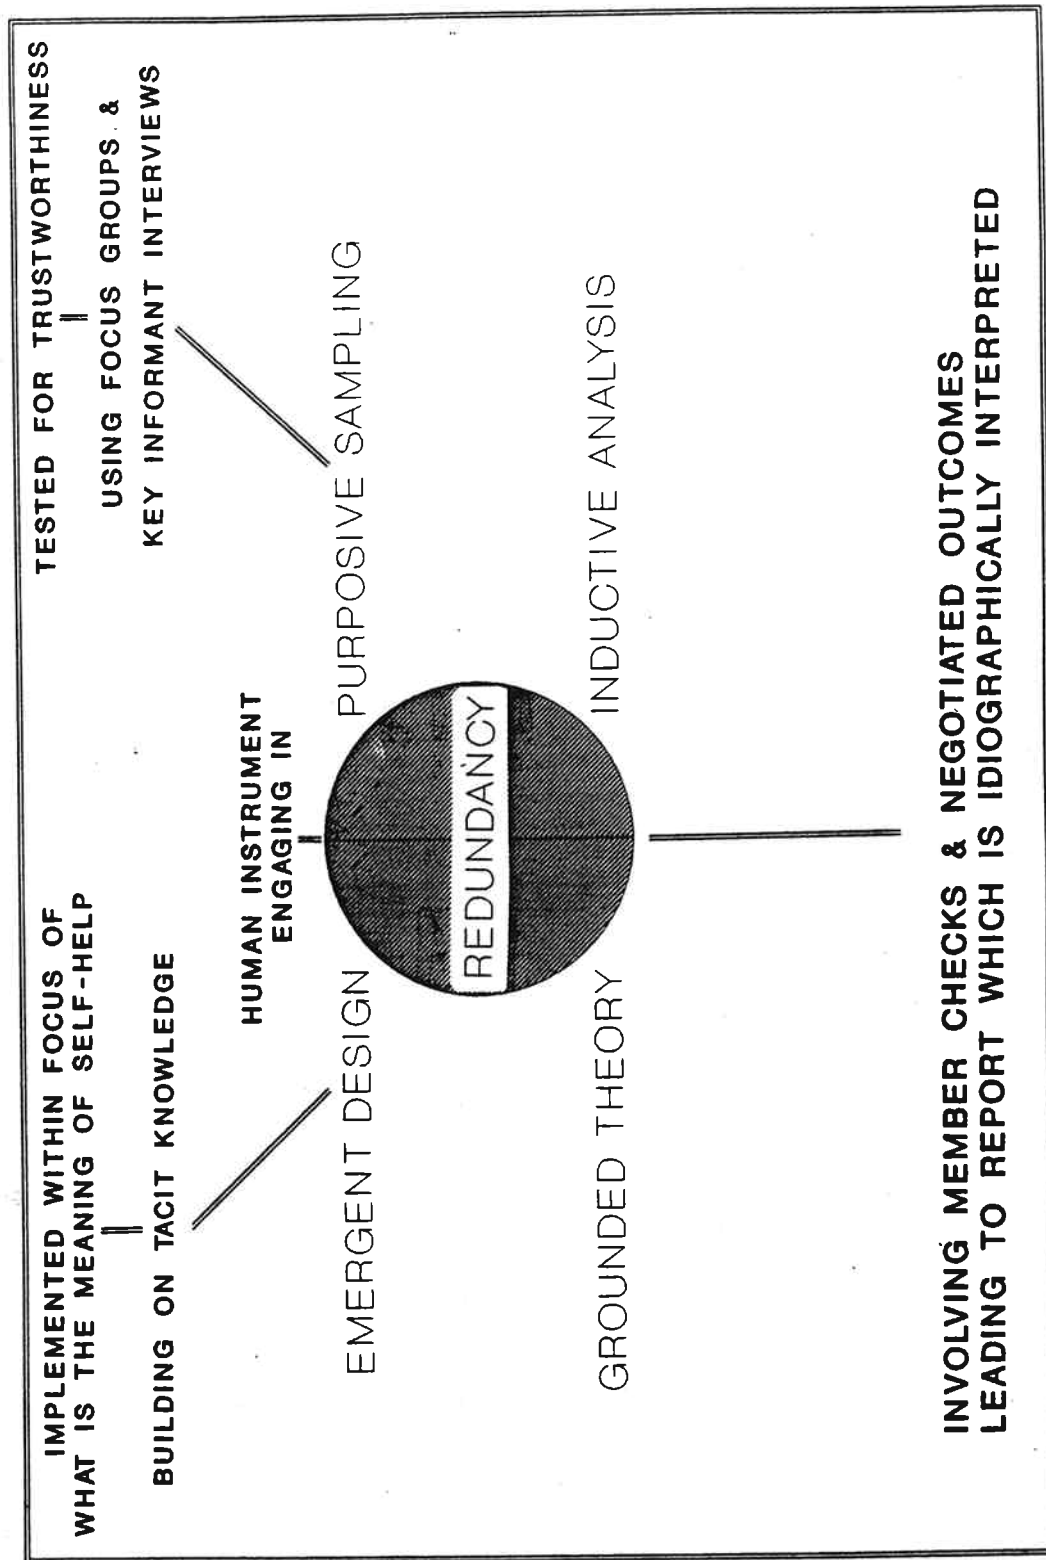 IMPLEMENTED WITHIN FOCUS OF
WHAT IS THE MEANING OF SELF-HELP
BUILDING ON TACIT KNOWLEDGE
TESTED FOR TRUSTWORTHINESS
USING FOCUS GROUPS &
KEY INFORMANT INTERVIEWS
HUMAN INSTRUMENT
ENGAGING IN
EMERGENT DESIGN
PURPOSIVE SAMPLING
REDUNDANCY
GROUNDED THEORY
INDUCTIVE ANALYSIS
INVOLVING MEMBER CHECKS & NEGOTIATED OUTCOMES
LEADING TO REPORT WHICH IS IDIOGRAPHICALLY INTERPRETED